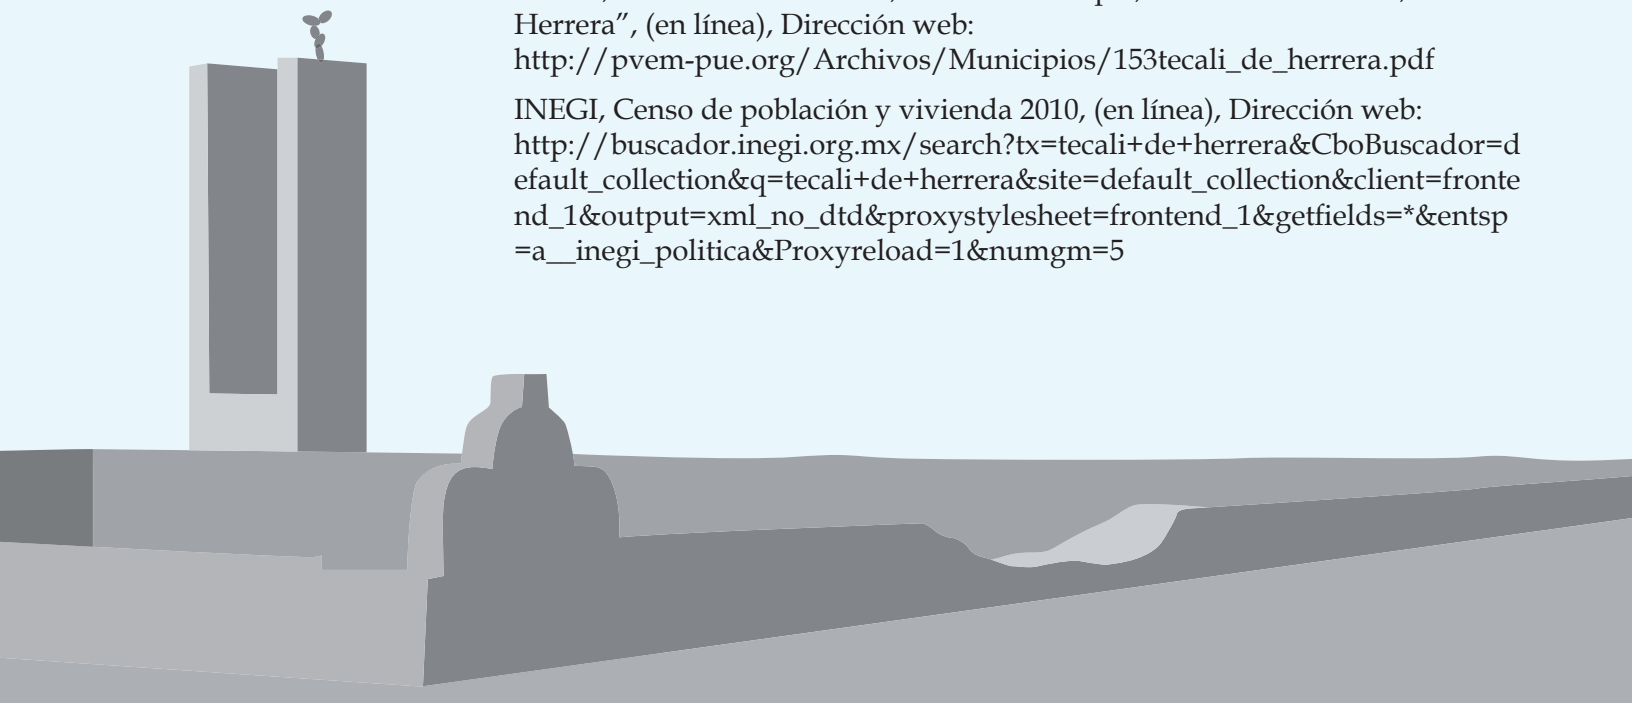 Herrera”, (en línea), Dirección web:
http://pvem-pue.org/Archivos/Municipios/153tecali_de_herrera.pdf
INEGI, Censo de población y vivienda 2010, (en línea), Dirección web:
http://buscador.inegi.org.mx/search?tx=tecali+de+herrera&CboBuscador=d
efault_collection&q=tecali+de+herrera&site=default_collection&client=fronte
nd_1&output=xml_no_dtd&proxystylesheet=frontend_1&getfields=*&entsp
=a__inegi_politica&Proxyreload=1&numgm=5